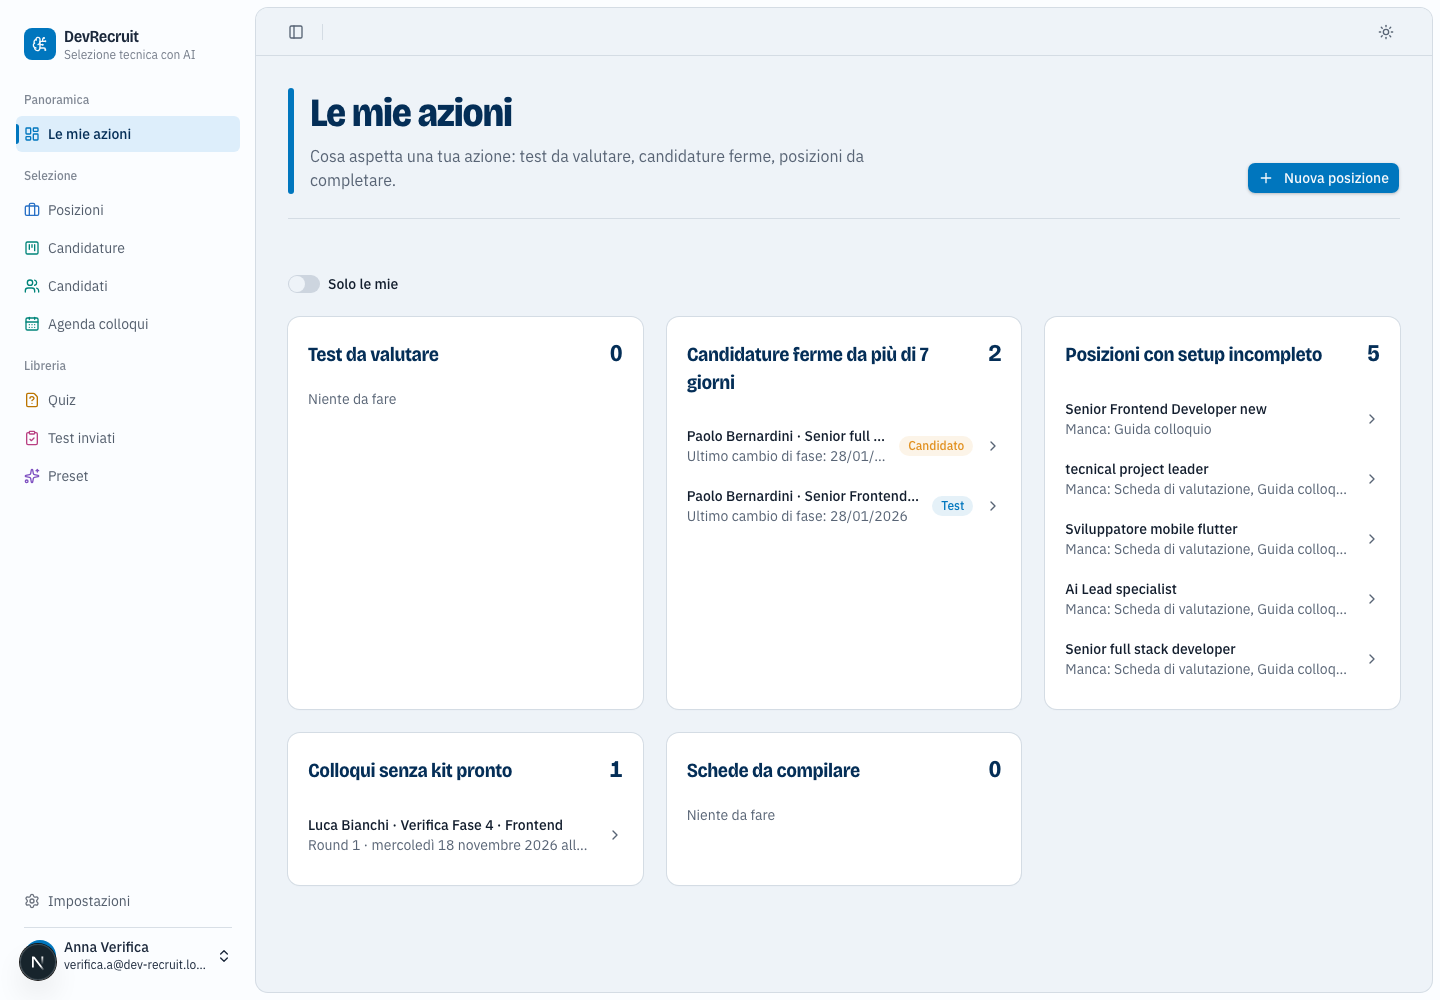 DevRecruit
Selezione tecnica con AI
Panoramica
Le mie azioni
Selezione
Posizioni
Candidature
Candidati
Agenda colloqui
Libreria
Quiz
Test inviati
Preset
Impostazioni
Anna Verifica
verifica.a@dev-recruit.lo...
N
Le mie azioni
Cosa aspetta una tua azione: test da valutare, candidature ferme, posizioni da
completare.
Nuova posizione
Solo le mie
Test da valutare 0
Niente da fare
Candidature ferme da più di 7
giorni
2
Paolo Bernardini · Senior full ...
Ultimo cambio di fase: 28/01/...
Candidato
Paolo Bernardini · Senior Frontend...
Ultimo cambio di fase: 28/01/2026
Test
Posizioni con setup incompleto 5
Senior Frontend Developer new
Manca: Guida colloquio
tecnical project leader
Manca: Scheda di valutazione, Guida colloq...
Sviluppatore mobile flutter
Manca: Scheda di valutazione, Guida colloq...
Ai Lead specialist
Manca: Scheda di valutazione, Guida colloq...
Senior full stack developer
Manca: Scheda di valutazione, Guida colloq...
Colloqui senza kit pronto 1
Luca Bianchi · Verifica Fase 4 · Frontend
Round 1 · mercoledì 18 novembre 2026 all...
Schede da compilare 0
Niente da fare